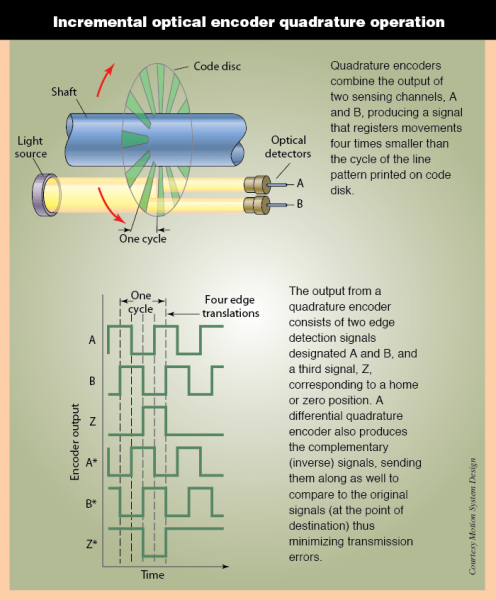 Incremental optical encoder quadrature operation
Code disc
Shaft
Light
source
Optical
detectors
A
B
One cycle
Quadrature encoders
combine the output of
two sensing channels, A
and B, producing a signal
that registers movements
four times smaller than
the cycle of the line
pattern printed on code
disk.
One
cycle
Four edge
translations
A
B
Z
A*
B*
Z*
Encoder output
Time
The output from a
quadrature encoder
consists of two edge
detection signals
designated A and B, and
a third signal, Z,
corresponding to a home
or zero position. A
differential quadrature
encoder also produces
the complementary
(inverse) signals, sending
them along as well to
compare to the original
signals (at the point of
destination) thus
minimizing transmission
errors.
Courtesy Motion System Design